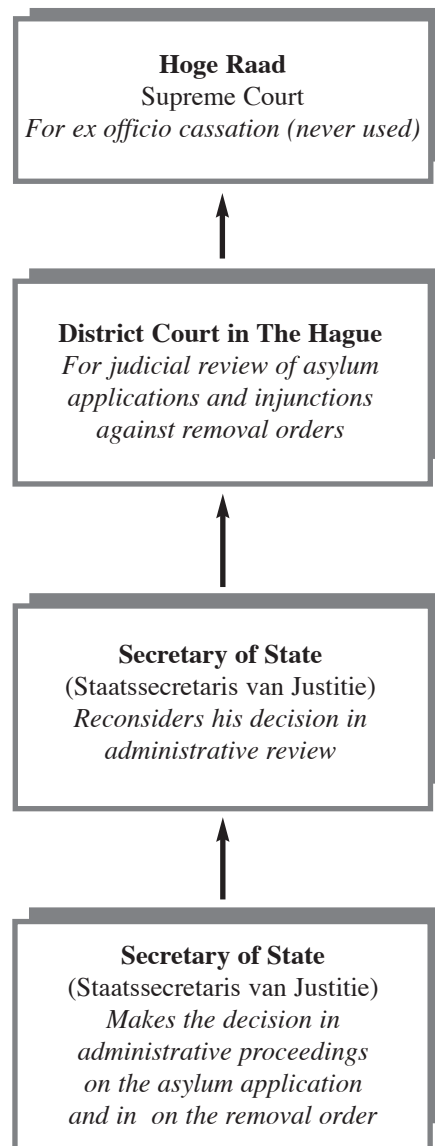 Hoge Raad
Supreme Court
For ex officio cassation (never used)
District Court in The Hague
For judicial review of asylum
applications and injunctions
against removal orders
Secretary of State
(Staatssecretaris van Justitie)
Reconsiders his decision in
administrative review
Secretary of State
(Staatssecretaris van Justitie)
Makes the decision in
administrative proceedings
on the asylum application
and in  on the removal order